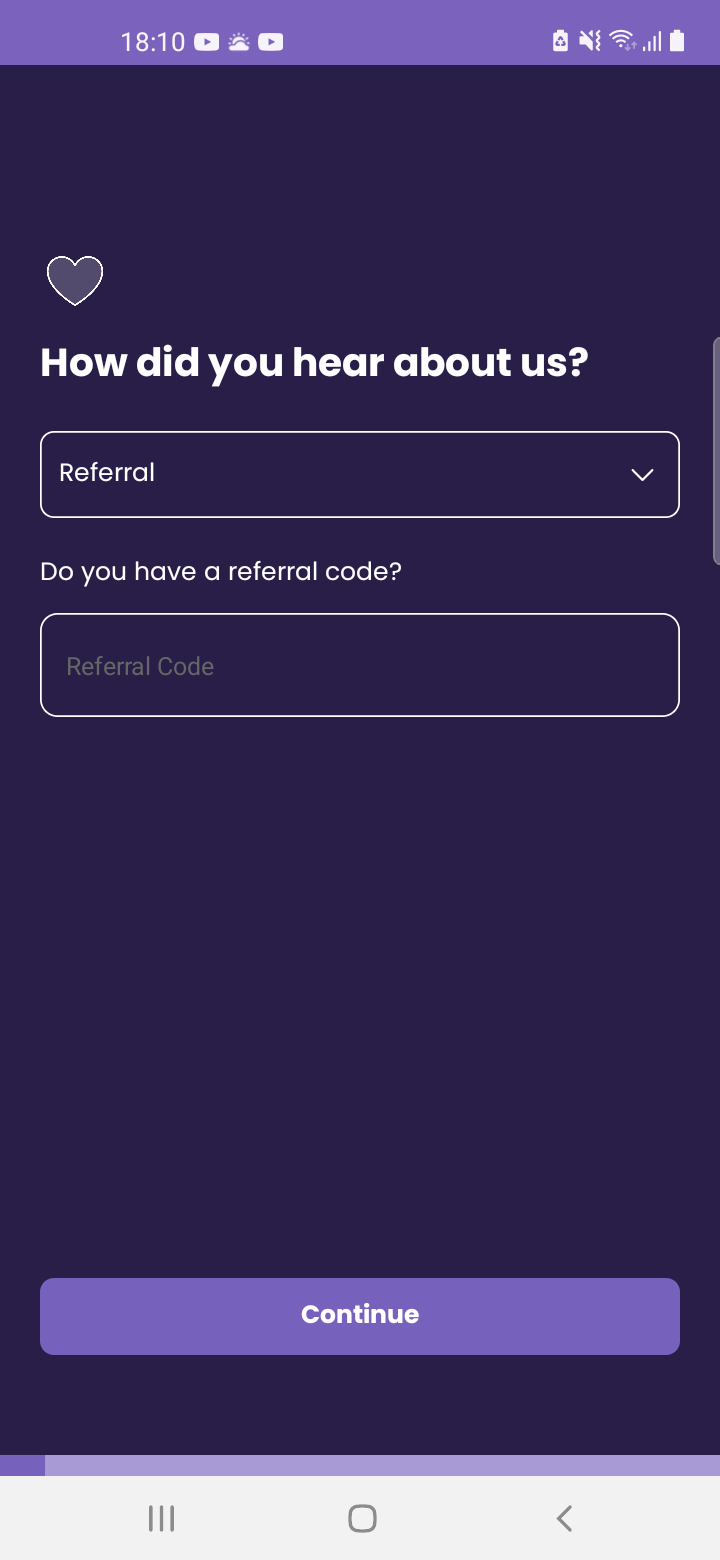 18:10
How did you hear about us?
Referral
Do you have a referral code?
Referral Code
Continue